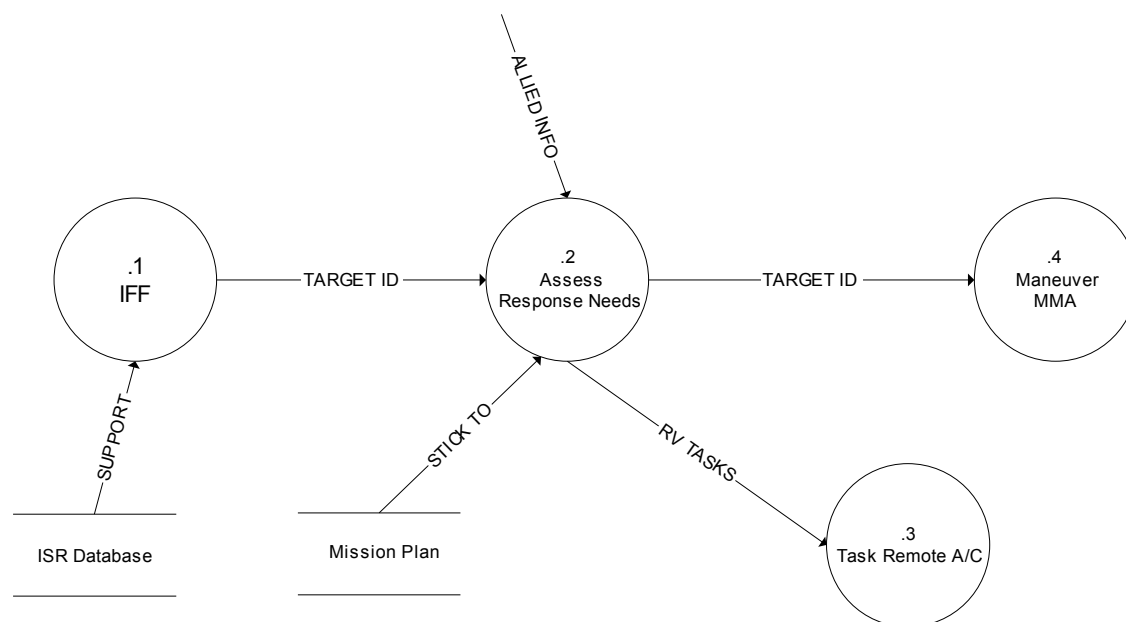 ALLIED INFO
.1
IFF
TARGET ID
.2
Assess
Response Needs
TARGET ID
.4
Maneuver
MMA
SUPPORT
STICK TO
RV TASKS
ISR Database
Mission Plan
.3
Task Remote A/C